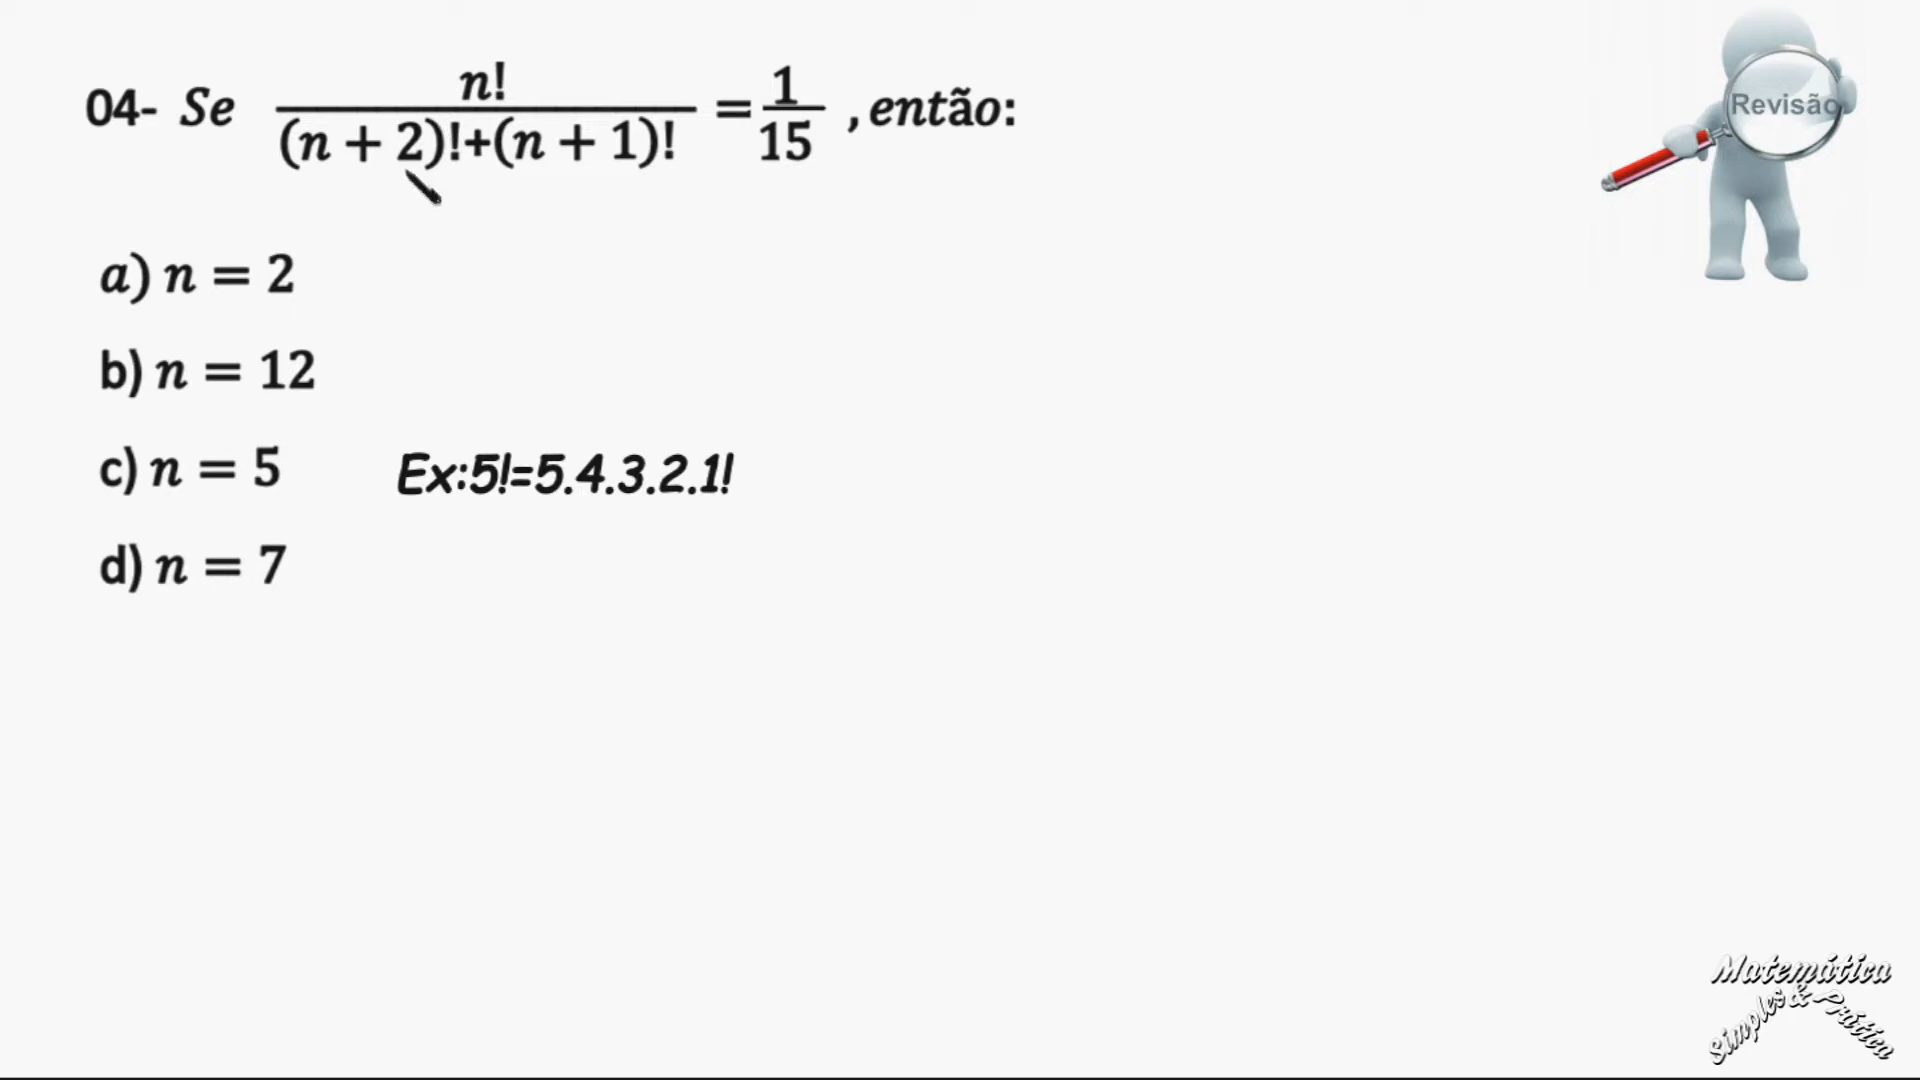 04- Se n! / (n + 2)!+(n + 1)! = 1 / 15 , então:
Revisão
a) n = 2
b) n = 12
c) n = 5
Ex:5!=5.4.3.2.1!
d) n = 7
Matemática
Simples & Prático